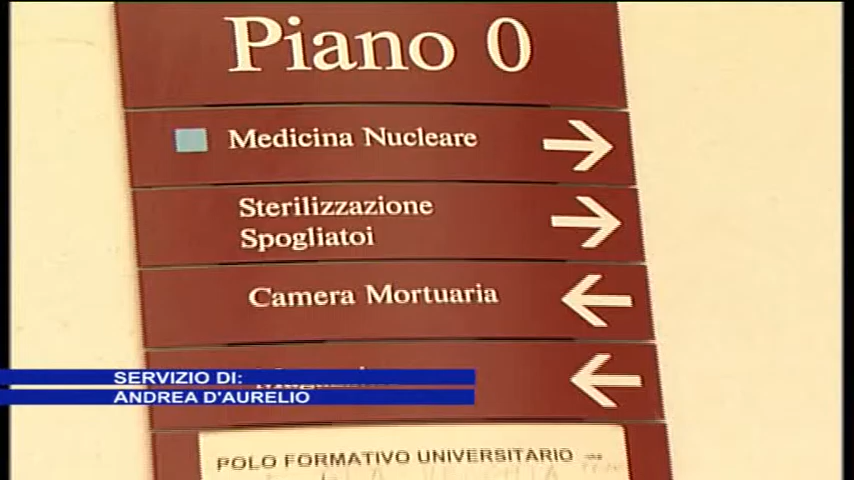 Piano 0
Medicina Nucleare
Sterilizzazione
Spogliatoi
Camera Mortuaria
SERVIZIO DI:
ANDREA D'AURELIO
POLO FORMATIVO UNIVERSITARIO